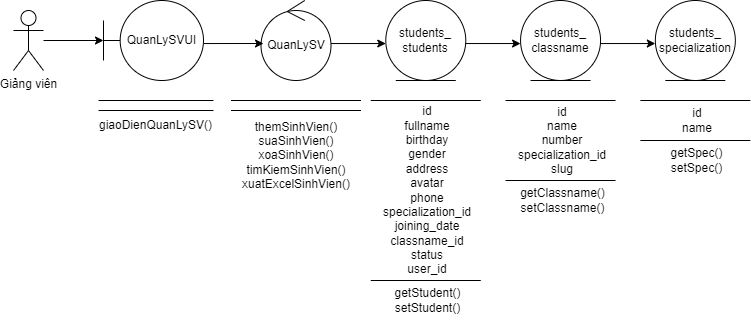 Giảng viên
QuanLySVUI
giaoDienQuanLySV()
QuanLySV
themSinhVien()
suaSinhVien()
xoaSinhVien()
timKiemSinhVien()
xuatExcelSinhVien()
students_
students
id
fullname
birthday
gender
address
avatar
phone
specialization_id
joining_date
classname_id
status
user_id
getStudent()
setStudent()
students_
classname
id
name
number
specialization_id
slug
getClassname()
setClassname()
students_
specialization
id
name
getSpec()
setSpec()